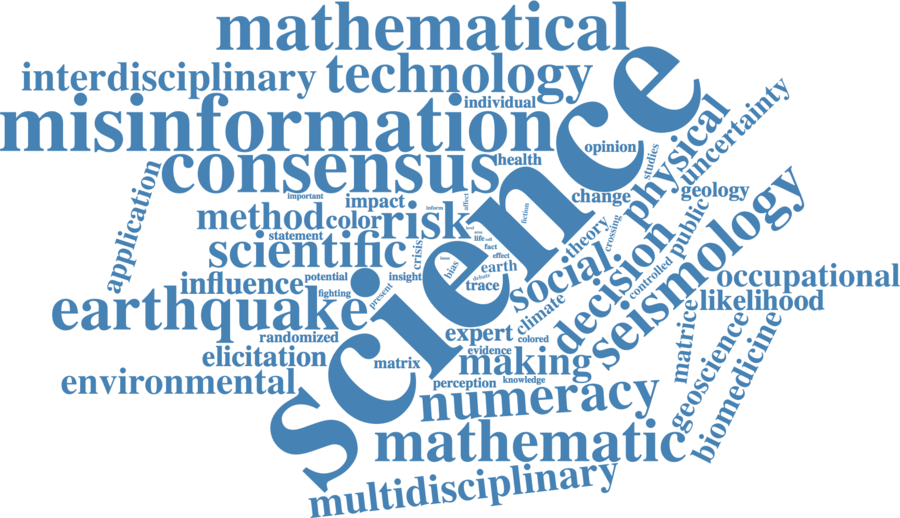 mathematical
interdisciplinary
technology
misinformation
individual
science
consensus
health
opinion
studies
physical
uncertainty
application
important
impact
affect
change
geology
method
color
risk
inform
fiction
crossing
public
statement
scientific
crisis
life
fact
effect
theory
social
decision
seismology
influence
potential
insight
bias
earth
debate
trace
controlled
occupational
fighting
present
climate
likelihood
earthquake
randomized
expert
colored
matrice
geoscience
biomedicine
elicitation
matrix
evidence
making
environmental
perception
knowledge
numeracy
mathematic
multidisciplinary